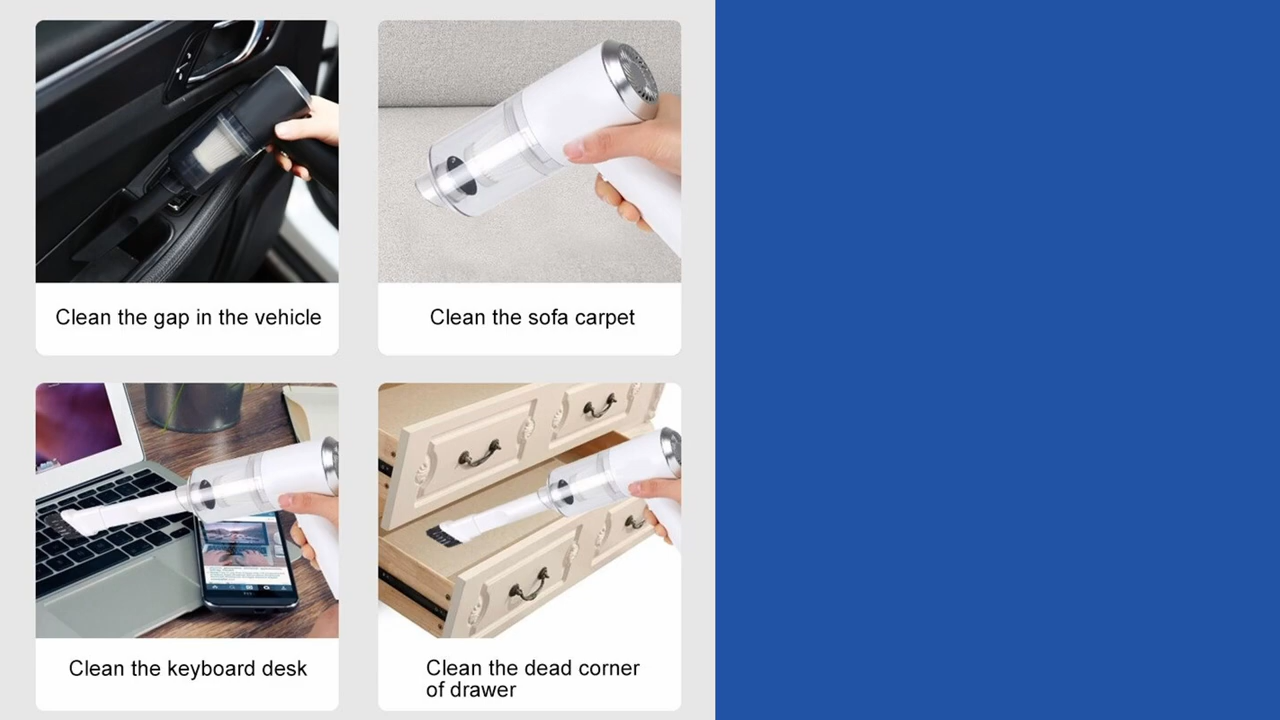 Clean the gap in the vehicle
Clean the sofa carpet
Clean the keyboard desk
Clean the dead corner
of drawer